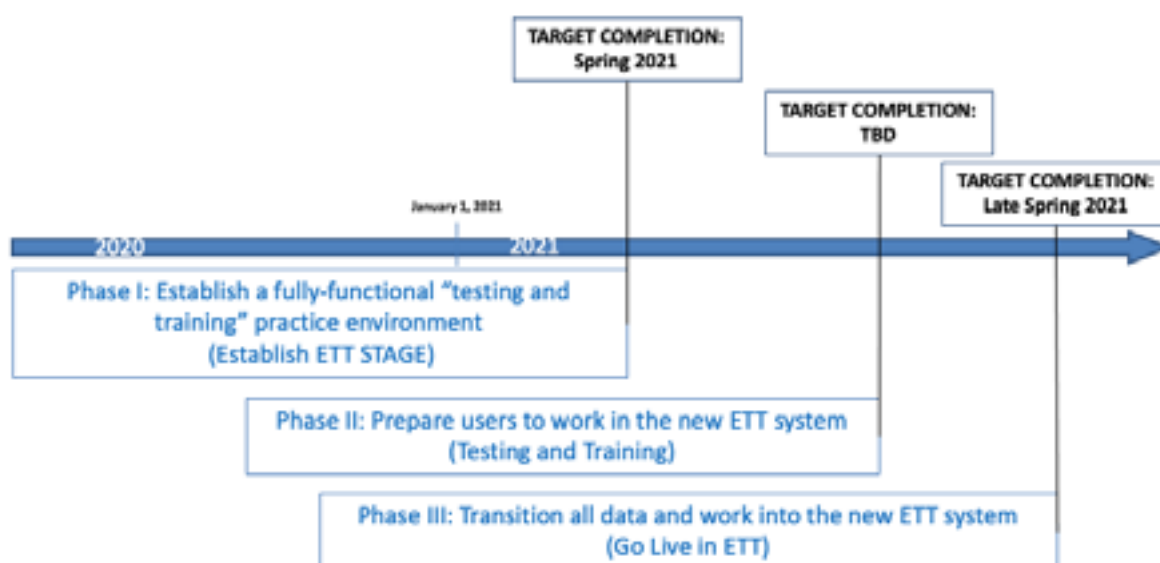 TARGET COMPLETION:
Spring 2021
TARGET COMPLETION:
TBD
TARGET COMPLETION:
Late Spring 2021
January 1, 2021
2020
2021
Phase I: Establish a fully-functional “testing and
training” practice environment
(Establish ETT STAGE)
Phase II: Prepare users to work in the new ETT system
(Testing and Training)
Phase III: Transition all data and work into the new ETT system
(Go Live in ETT)